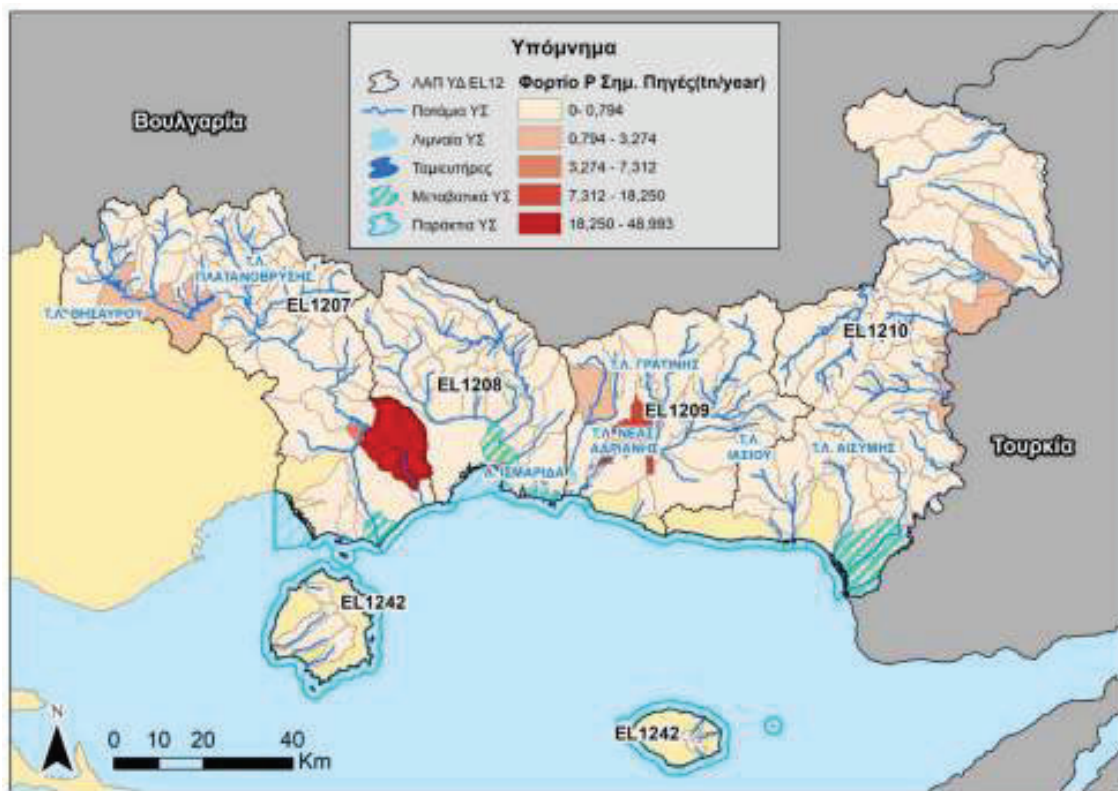 Υπόμνημα
ΛΑΠ ΥΔ EL12
Ποτάμια ΥΣ
Λιμναία ΥΣ
Ταμιευτήρες
Μεταβατικά ΥΣ
Παράκτια ΥΣ
Φορτίο P Σημ. Πηγές(tn/year)
0- 0,794
0,794 - 3,274
3,274 - 7,312
7,312 - 18,250
18,250 - 48,993
Βουλγαρία
Τ.Λ. ΠΛΑΤΑΝΟΒΡΥΣΗΣ
Τ.Λ. ΘΗΣΑΥΡΟΥ
EL1207
EL1208
EL1210
Τ.Λ. ΓΡΑΤΙΝΗΣ
EL1209
Τ.Λ. ΝΕΑΣ
ΑΔΡΙΑΝΗΣ
Τ.Λ.
ΙΑΣΙΟΥ
Τ.Λ. ΑΙΣΥΜΗΣ
Τουρκία
Λ. ΙΣΜΑΡΙΔΑ
EL1242
EL1242
N
0 10 20 40
Km